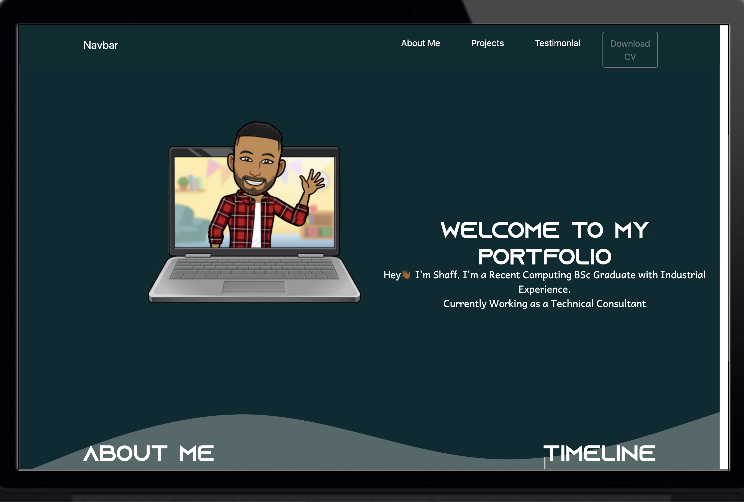 Navbar
About Me
Projects
Testimonial
Download
CV
WELCOME TO MY
PORTFOLIO
Hey👋🏾 I'm Shaff. I'm a Recent Computing BSc Graduate with Industrial
Experience.
Currently Working as a Technical Consultant
ABOUT ME
TIMELINE